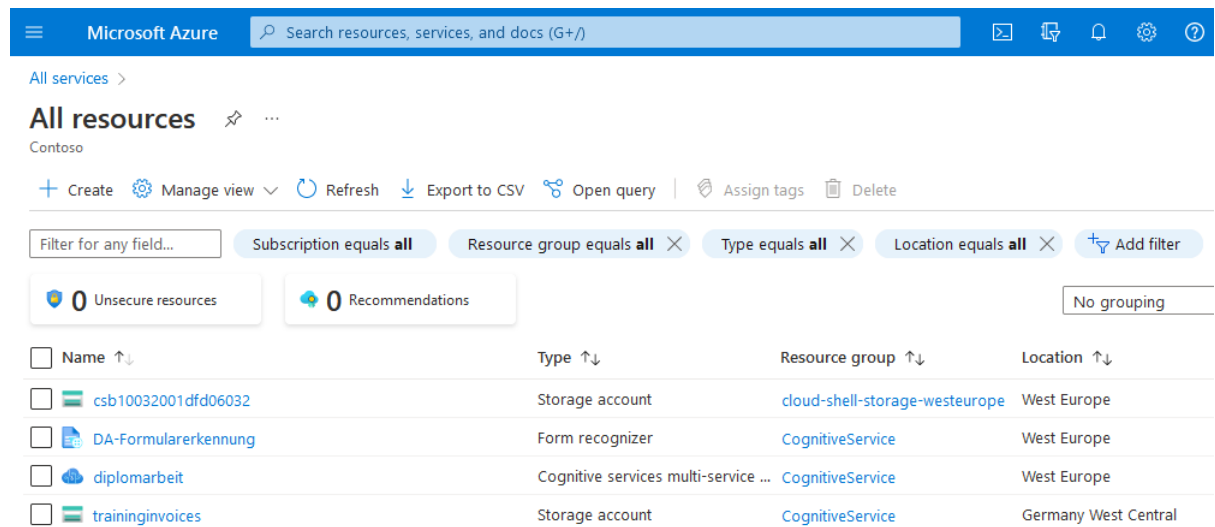 Microsoft Azure Search resources, services, and docs (G+/)
All services >
All resources ...
Contoso
Create Manage view Refresh Export to CSV Open query Assign tags Delete
Filter for any field... Subscription equals all Resource group equals all Type equals all Location equals all Add filter
0 Unsecure resources 0 Recommendations No grouping
Name ↑↓ Type ↑↓ Resource group ↑↓ Location ↑↓
csb10032001dfd06032 Storage account cloud-shell-storage-westeurope West Europe
DA-Formularerkennung Form recognizer CognitiveService West Europe
diplomarbeit Cognitive services multi-service ... CognitiveService West Europe
traininginvoices Storage account CognitiveService Germany West Central